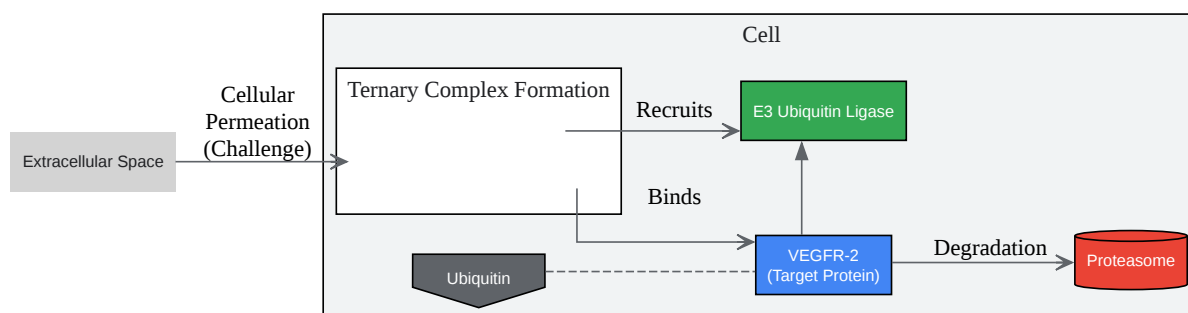 Cell
Ternary Complex Formation
Cellular
Permeation
(Challenge)
Recruits
E3 Ubiquitin Ligase
Extracellular Space
Binds
VEGFR-2
(Target Protein)
Degradation
Proteasome
Ubiquitin